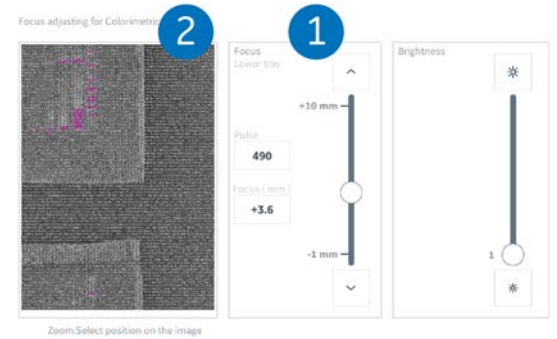 Focus adjusting for Colorimetric
2
1
Focus
Lower tray
+10 mm
Pulse
490
Focus ( mm )
+3.6
-1 mm
Brightness
1
Zoom.Select position on the image